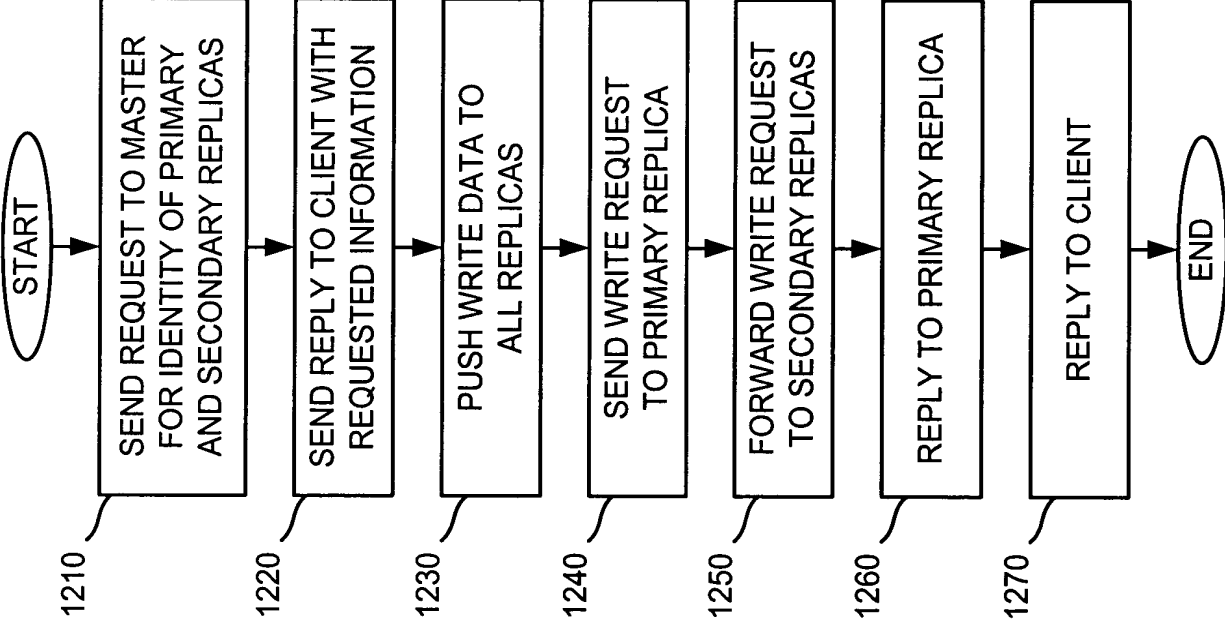 START
SEND REQUEST TO MASTER
FOR IDENTITY OF PRIMARY
AND SECONDARY REPLICAS
1210
SEND REPLY TO CLIENT WITH
REQUESTED INFORMATION
1220
PUSH WRITE DATA TO
ALL REPLICAS
1230
SEND WRITE REQUEST
TO PRIMARY REPLICA
1240
FORWARD WRITE REQUEST
TO SECONDARY REPLICAS
1250
REPLY TO PRIMARY REPLICA
1260
REPLY TO CLIENT
1270
END